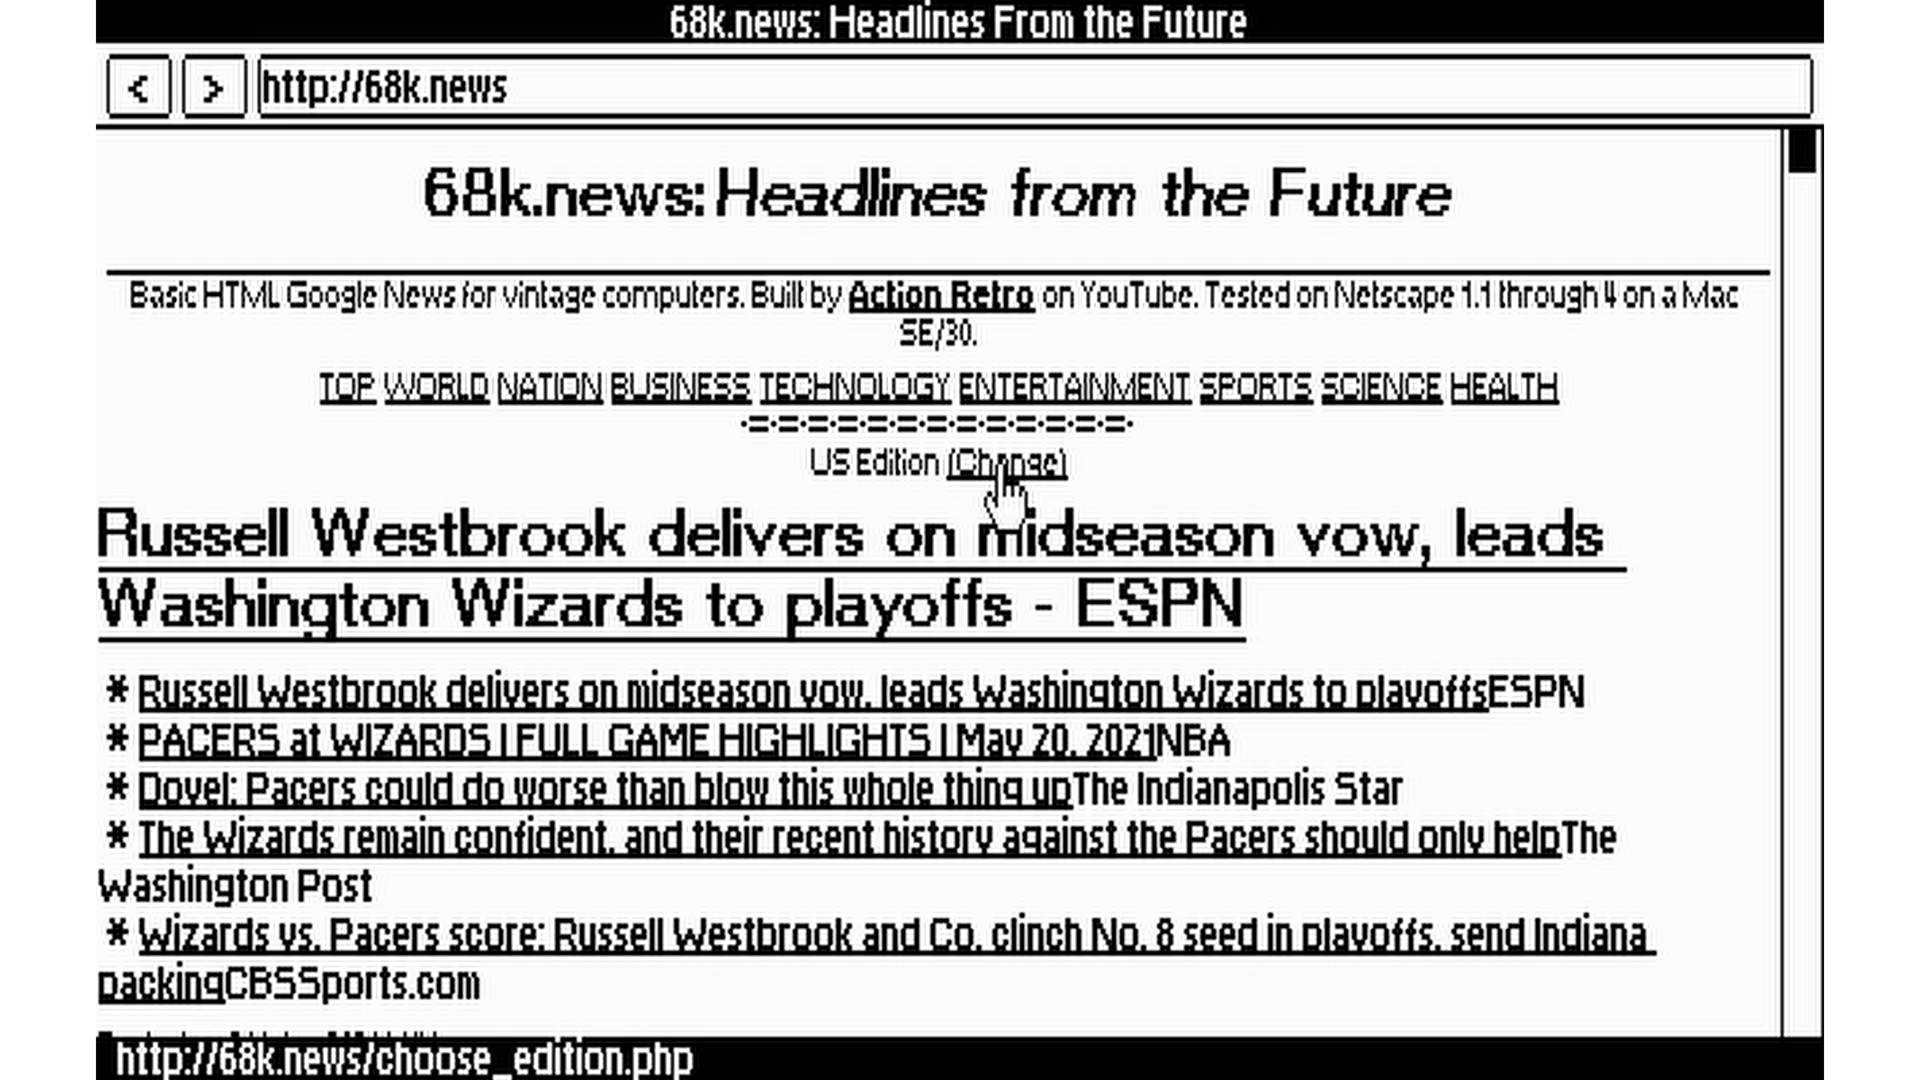 68k.news: Headlines From the Future
< > http://68k.news
68k.news: Headlines from the Future
Basic HTML Google News for vintage computers. Built by Action Retro on YouTube. Tested on Netscape 1.1 through 4 on a Mac
SE/30.
TOP WORLD NATION BUSINESS TECHNOLOGY ENTERTAINMENT SPORTS SCIENCE HEALTH
·=·=·=·=·=·=·=·=·=·=·=·=·=·
US Edition (Change)
Russell Westbrook delivers on midseason vow, leads
Washington Wizards to playoffs - ESPN
* Russell Westbrook delivers on midseason vow, leads Washington Wizards to playoffsESPN
* PACERS at WIZARDS | FULL GAME HIGHLIGHTS | May 20, 2021NBA
* Doyel: Pacers could do worse than blow this whole thing upThe Indianapolis Star
* The Wizards remain confident, and their recent history against the Pacers should only helpThe
Washington Post
* Wizards vs. Pacers score: Russell Westbrook and Co. clinch No. 8 seed in playoffs, send Indiana
packingCBSSports.com
http://68k.news/choose_edition.php